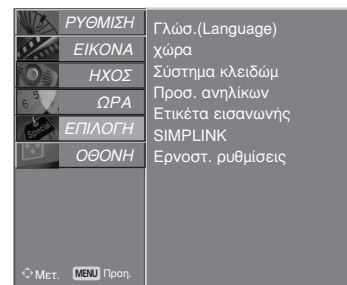 ΡΥΘΜΙΣΗ
ΕΙΚΟΝΑ
ΗΧΟΣ
ΩΡΑ
ΕΠΙΛΟΓΗ
ΟΘΟΝΗ
Μετ. MENU Προη.
Γλώσ.(Language)
χώρα
Σύστημα κλειδώμ
Προσ. ανηλίκων
Ετικέτα εισανωνής
SIMPLINK
Ερνοστ. ρυθμίσεις